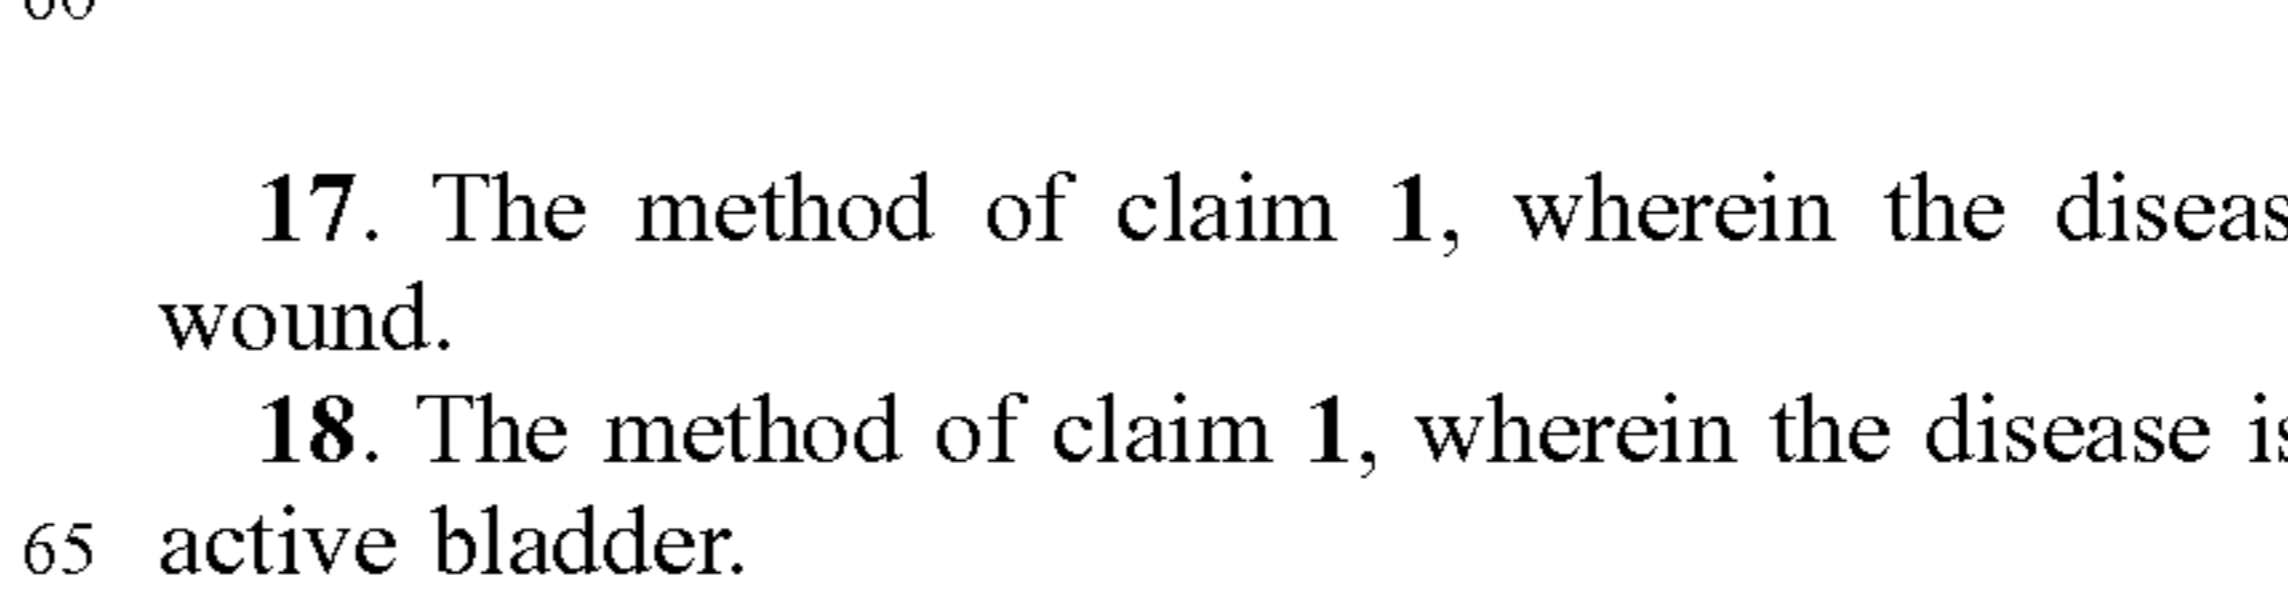 17. The method of claim 1, wherein the diseas
wound.
18. The method of claim 1, wherein the disease is
65 active bladder.